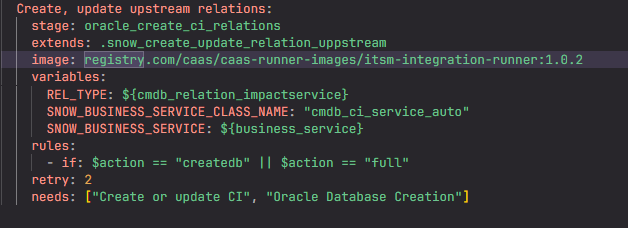 Create, update upstream relations:
  stage: oracle_create_ci_relations
  extends: .snow_create_update_relation_uppstream
  image: registry.com/caas/caas-runner-images/itsm-integration-runner:1.0.2
  variables:
    REL_TYPE: ${cmdb_relation_impactservice}
    SNOW_BUSINESS_SERVICE_CLASS_NAME: "cmdb_ci_service_auto"
    SNOW_BUSINESS_SERVICE: ${business_service}
  rules:
    - if: $action == "createdb" || $action == "full"
  retry: 2
  needs: ["Create or update CI", "Oracle Database Creation"]